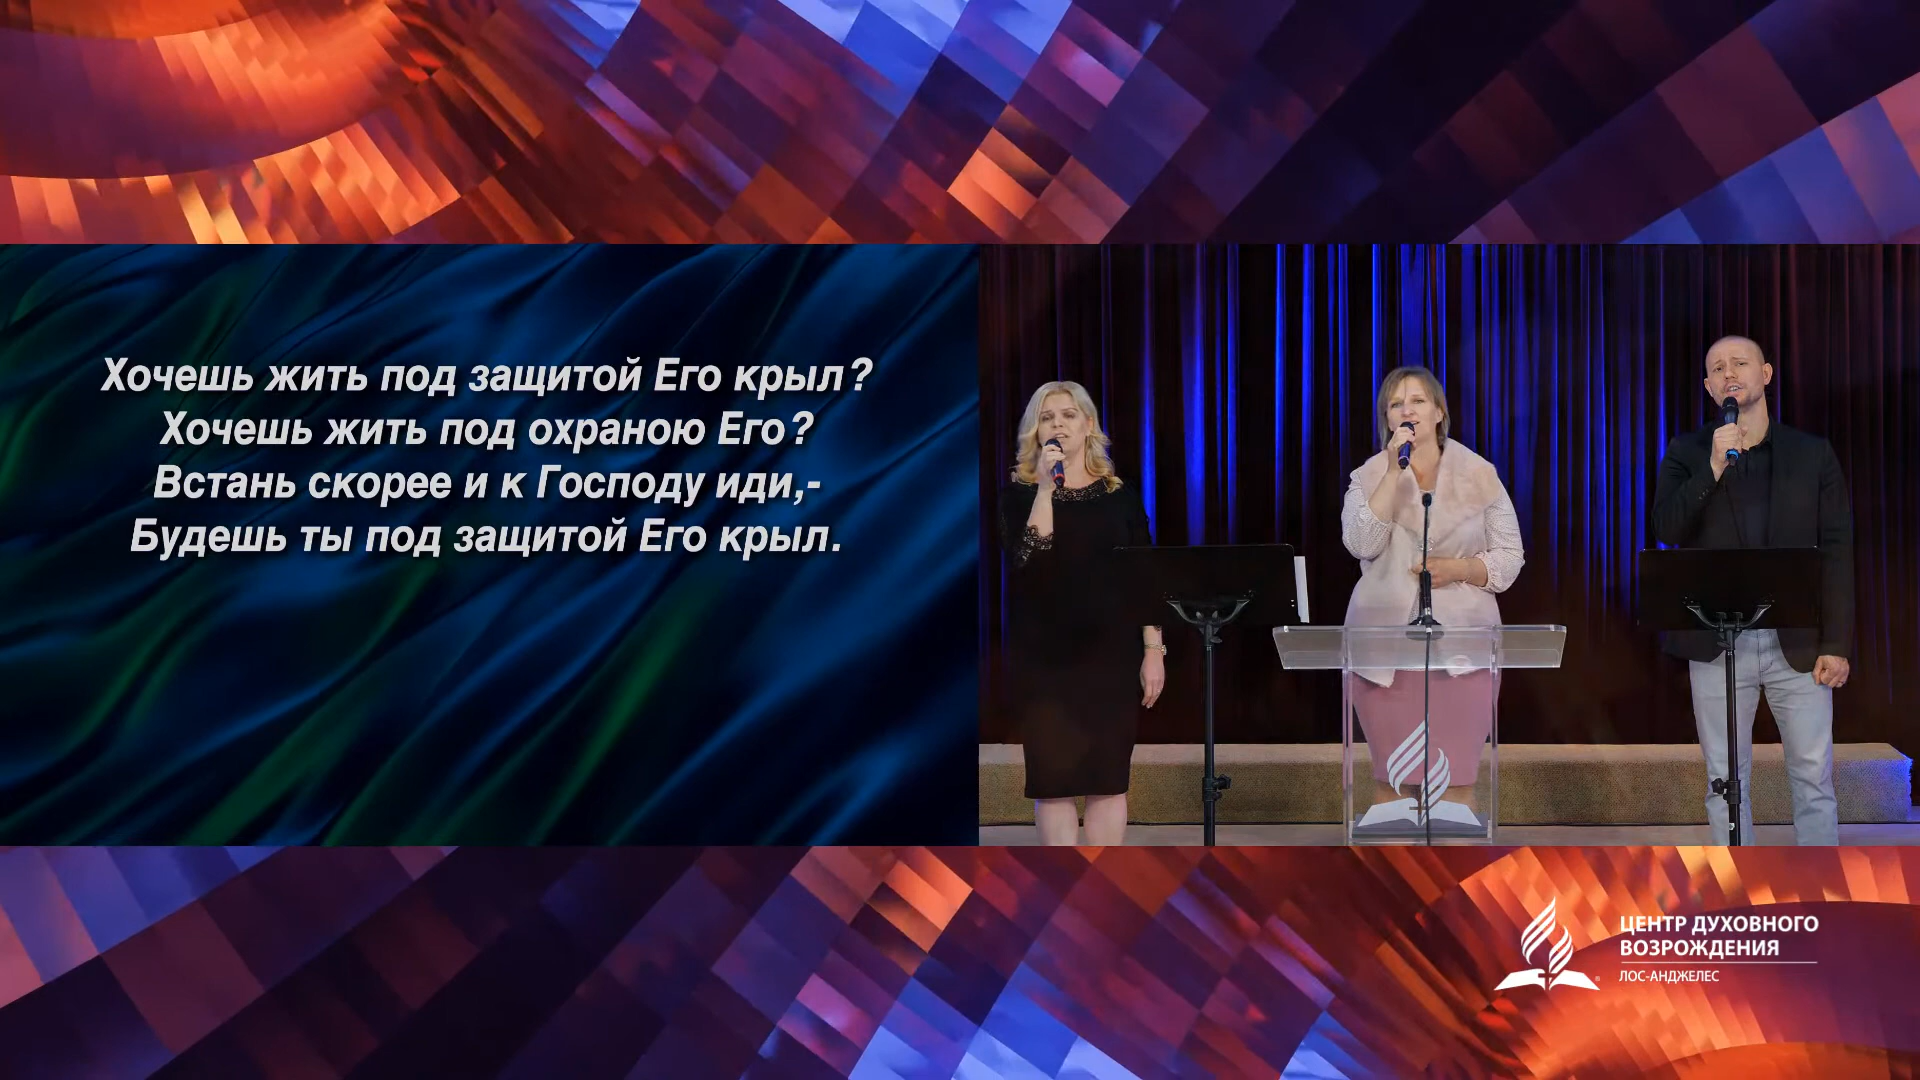 Хочешь жить под защитой Его крыл?
Хочешь жить под охраною Его?
Встань скорее и к Господу иди,-
Будешь ты под защитой Его крыл.
ЦЕНТР ДУХОВНОГО
ВОЗРОЖДЕНИЯ
ЛОС-АНДЖЕЛЕС